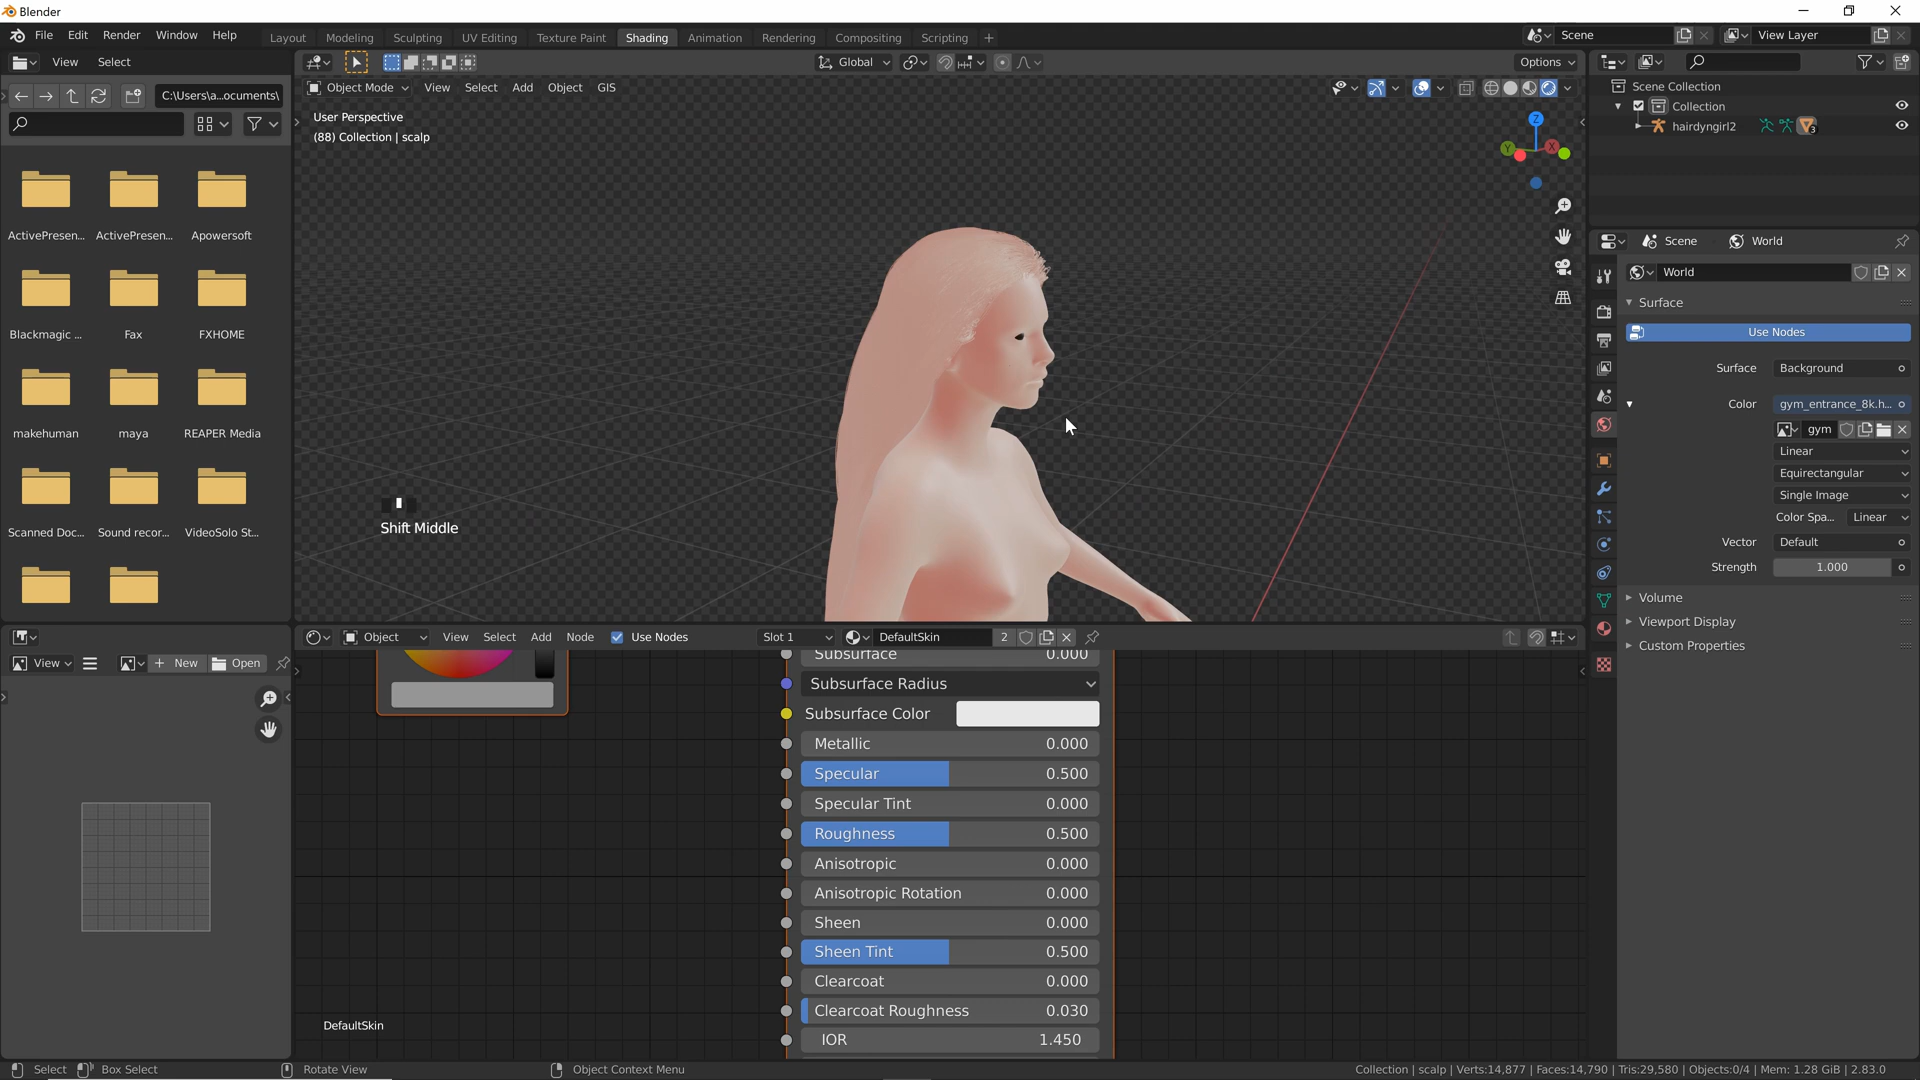 Blender
File Edit Render Window Help
Layout Modeling Sculpting UV Editing Texture Paint Shading Animation Rendering Compositing Scripting +
Scene
View Layer
View Select
Global
Options
C:\Users\a...ocuments\
Object Mode View Select Add Object GIS
User Perspective
(88) Collection | scalp
Z
Y
X
Scene Collection
Collection
hairdyngirl2
3
ActivePresen... ActivePresen... Apowersoft
Blackmagic ... Fax FXHOME
makehuman maya REAPER Media
Scanned Doc... Sound recor... VideoSolo St...
Shift Middle
Scene World
World
Surface
Use Nodes
Surface Background
Color gym_entrance_8k.h...
gym
Linear
Equirectangular
Single Image
Color Spa... Linear
Vector Default
Strength 1.000
Volume
Viewport Display
Custom Properties
View + New Open
Object View Select Add Node Use Nodes Slot 1 DefaultSkin 2
Subsurface 0.000
Subsurface Radius
Subsurface Color
Metallic 0.000
Specular 0.500
Specular Tint 0.000
Roughness 0.500
Anisotropic 0.000
Anisotropic Rotation 0.000
Sheen 0.000
Sheen Tint 0.500
Clearcoat 0.000
Clearcoat Roughness 0.030
IOR 1.450
DefaultSkin
Select Box Select Rotate View Object Context Menu
Collection | scalp | Verts:14,877 | Faces:14,790 | Tris:29,580 | Objects:0/4 | Mem: 1.28 GiB | 2.83.0